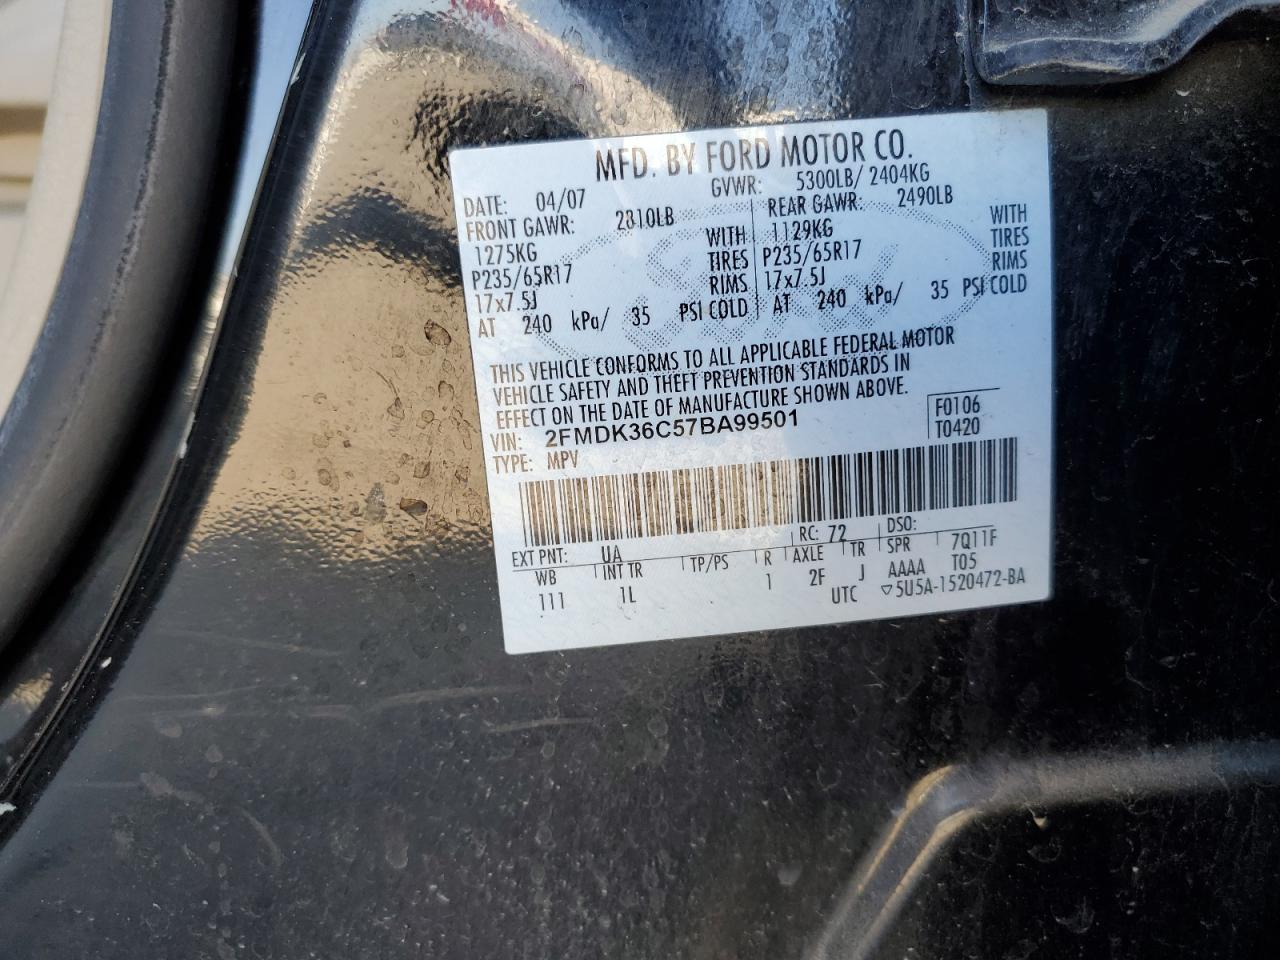 MFD. BY FORD MOTOR CO.
DATE: 04/07 GVWR: 5300LB/ 2404KG
FRONT GAWR: 2810LB REAR GAWR: 2490LB
1275KG WITH 1129KG WITH
P235/65R17 TIRES P235/65R17 TIRES
17x7.5J RIMS 17x7.5J RIMS
AT 240 kPa/ 35 PSI COLD AT 240 kPa/ 35 PSI COLD
THIS VEHICLE CONFORMS TO ALL APPLICABLE FEDERAL MOTOR
VEHICLE SAFETY AND THEFT PREVENTION STANDARDS IN
EFFECT ON THE DATE OF MANUFACTURE SHOWN ABOVE.
VIN: 2FMDK36C57BA99501 F0106
TYPE: MPV T0420
EXT PNT: UA RC: 72 DSO:
WB INT TR TP/PS R AXLE TR SPR 7Q11F
111 1L 1 2F J AAAA T05
UTC ▽5U5A-1520472-BA